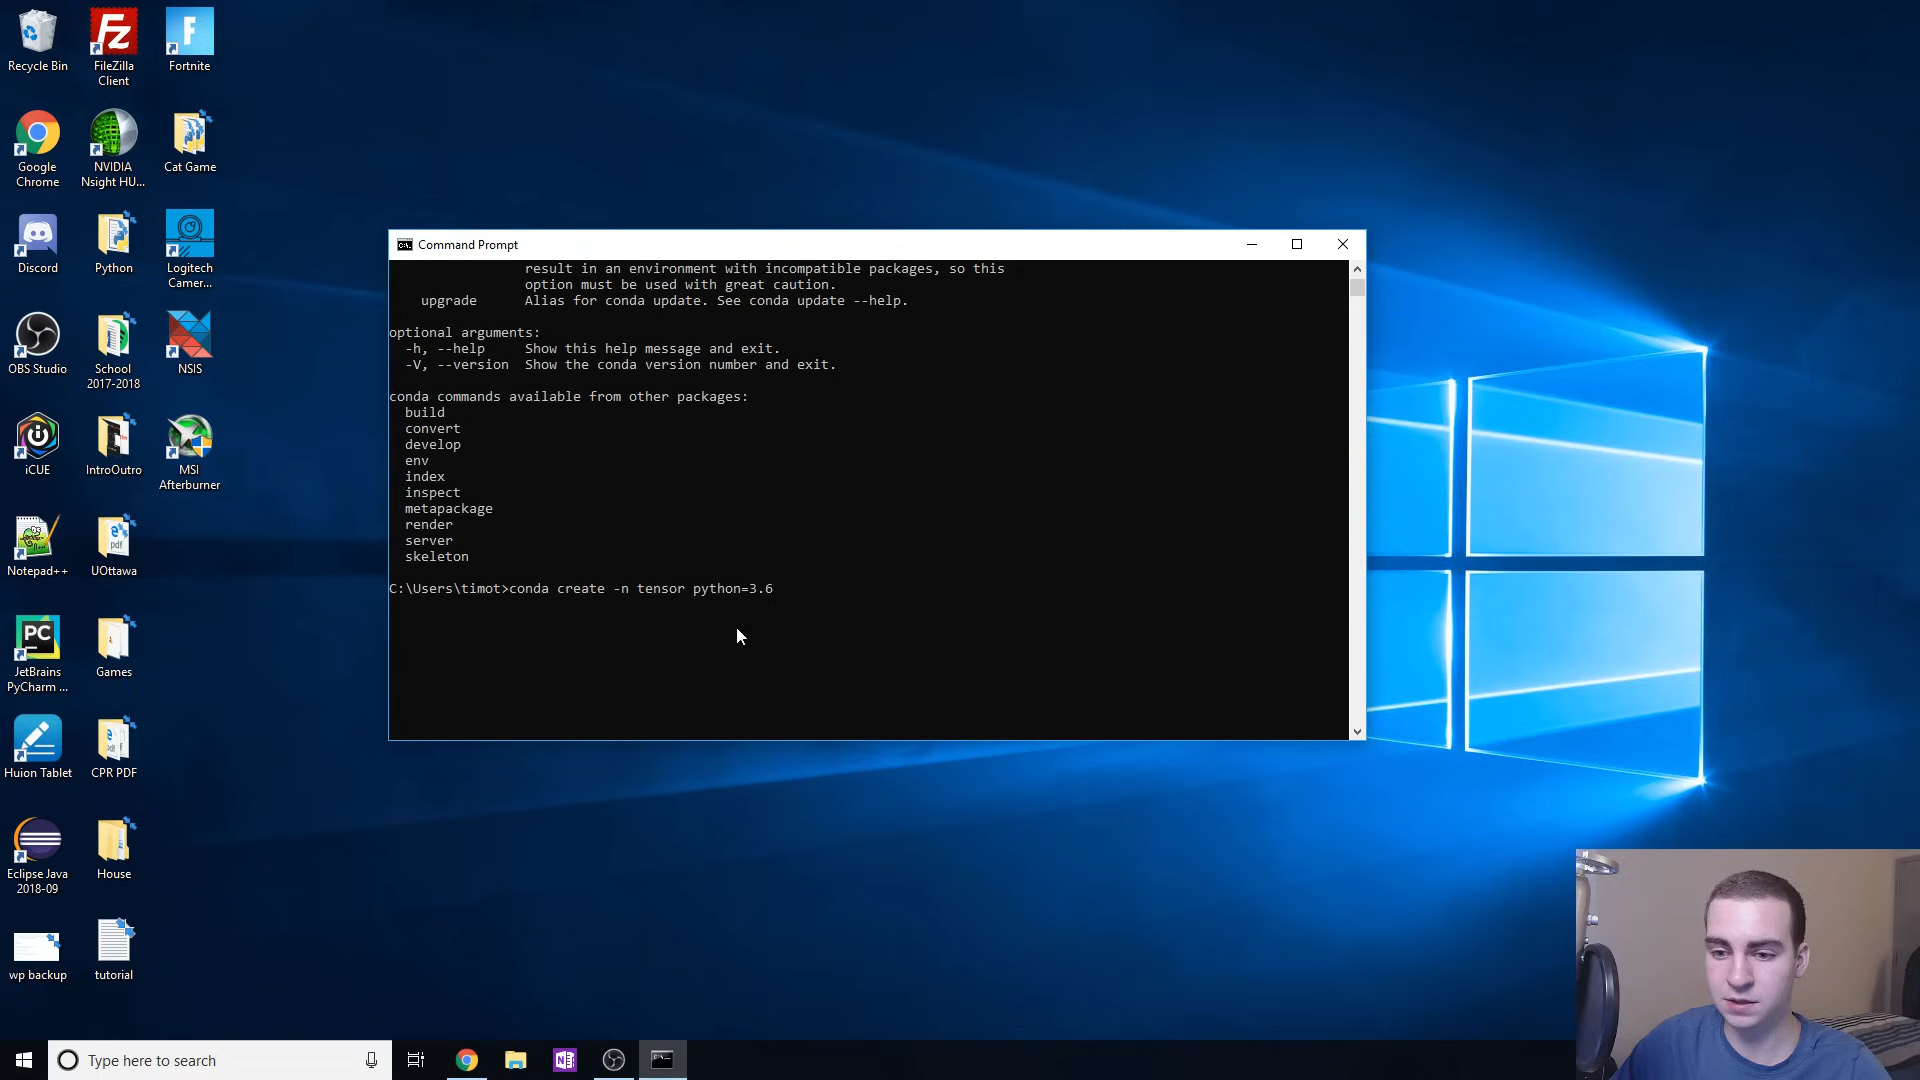 Recycle Bin
FileZilla
Client
Fortnite
Google
Chrome
NVIDIA
Nsight HU...
Cat Game
Discord
Python
Logitech
Camer...
OBS Studio
School
2017-2018
NSIS
iCUE
IntroOutro
MSI
Afterburner
Notepad++
UOttawa
JetBrains
PyCharm ...
Games
Huion Tablet
CPR PDF
Eclipse Java
2018-09
House
wp backup
tutorial
Command Prompt
result in an environment with incompatible packages, so this
option must be used with great caution.
upgrade Alias for conda update. See conda update --help.
optional arguments:
-h, --help Show this help message and exit.
-V, --version Show the conda version number and exit.
conda commands available from other packages:
build
convert
develop
env
index
inspect
metapackage
render
server
skeleton
C:\Users\timot>conda create -n tensor python=3.6
Type here to search